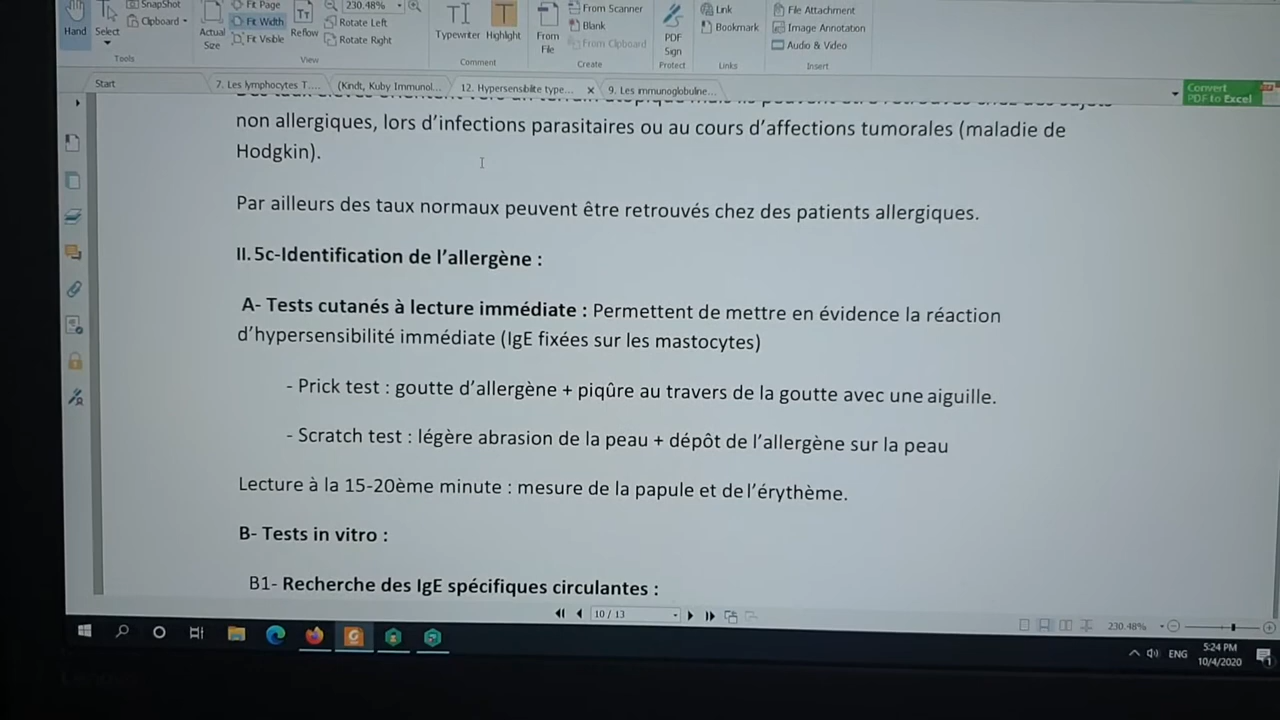 SnapShot
Fit Page
230.48%
From Scanner
Link
File Attachment
Clipboard
Fit Width
Rotate Left
Blank
Bookmark
Image Annotation
Hand
Select
Actual
Size
Fit Visible
Reflow
Rotate Right
Typewriter
Highlight
From
File
From Clipboard
PDF
Sign
Audio & Video
Tools
View
Comment
Create
Protect
Links
Insert
Start
7. Les lymphocytes T....
(Kindt, Kuby Immunol...
12. Hypersensibilite type...
9. Les immunoglobulne...
Convert
PDF to Excel
non allergiques, lors d'infections parasitaires ou au cours d'affections tumorales (maladie de
Hodgkin).
Par ailleurs des taux normaux peuvent être retrouvés chez des patients allergiques.
II. 5c-Identification de l'allergène :
A- Tests cutanés à lecture immédiate : Permettent de mettre en évidence la réaction
d'hypersensibilité immédiate (IgE fixées sur les mastocytes)
- Prick test : goutte d'allergène + piqûre au travers de la goutte avec une aiguille.
- Scratch test : légère abrasion de la peau + dépôt de l'allergène sur la peau
Lecture à la 15-20ème minute : mesure de la papule et de l'érythème.
B- Tests in vitro :
B1- Recherche des IgE spécifiques circulantes :
10 / 13
230.48%
ENG
5:24 PM
10/4/2020